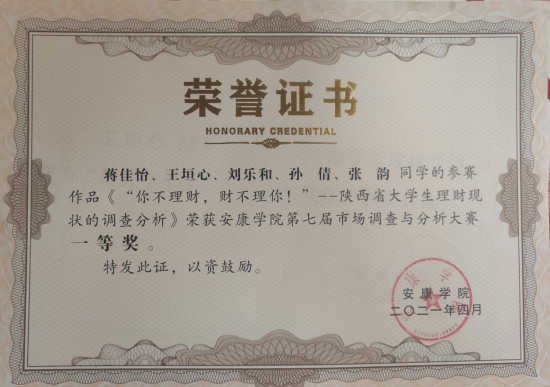 荣誉证书
HONORARY CREDENTIAL
蒋佳怡、王垣心、刘乐和、孙 倩、张 韵 同学的参赛
作品《“你不理财，财不理你！”--陕西省大学生理财现
状的调查分析》荣获安康学院第七届市场调查与分析大赛
一等奖。
特发此证，以资鼓励。
安康学院
二〇二一年四月